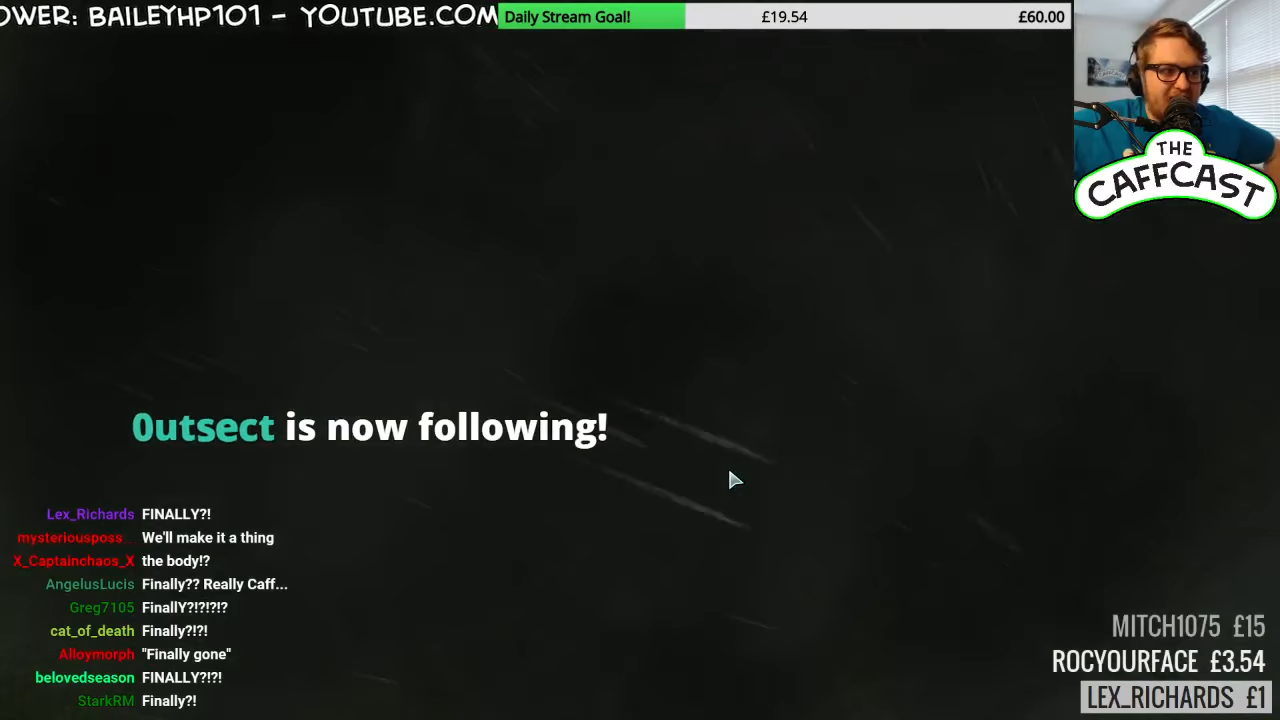 OWER: BAILEYHP101 - YOUTUBE.COM
Daily Stream Goal! £19.54 £60.00
THE
CAFFCAST
0utsect is now following!
Lex_Richards FINALLY?!
mysteriousposs... We'll make it a thing
X_Captainchaos_X the body!?
AngelusLucis Finally?? Really Caff...
Greg7105 FinallY?!?!?!?
cat_of_death Finally?!?!
Alloymorph "Finally gone"
belovedseason FINALLY?!?!
StarkRM Finally?!
MITCH1075 £15
ROCYOURFACE £3.54
LEX_RICHARDS £1